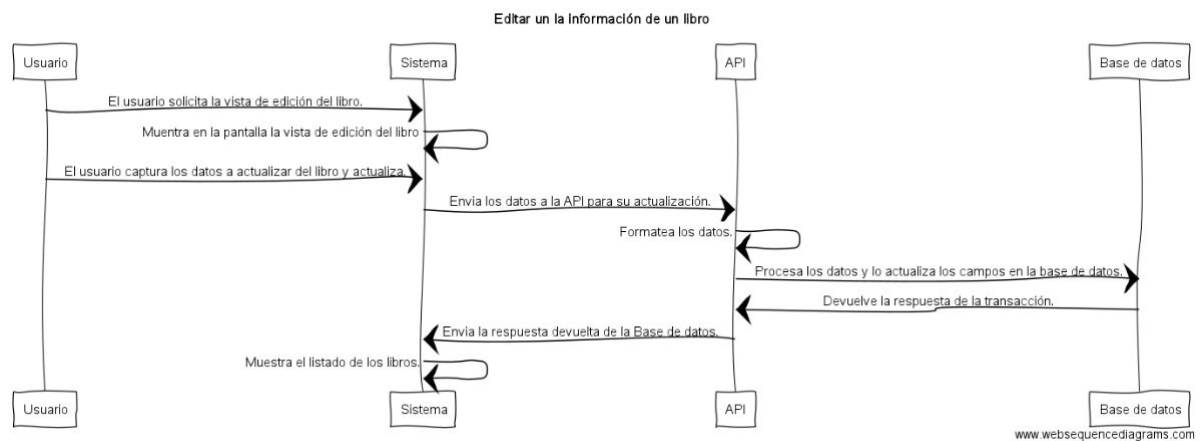 Editar un la información de un libro
Usuario Sistema API Base de datos
El usuario solicita la vista de edición del libro.
Muentra en la pantalla la vista de edición del libro
El usuario captura los datos a actualizar del libro y actualiza.
Envia los datos a la API para su actualización.
Formatea los datos.
Procesa los datos y lo actualiza los campos en la base de datos.
Devuelve la respuesta de la transacción.
Envia la respuesta devuelta de la Base de datos.
Muestra el listado de los libros.
Usuario Sistema API Base de datos
www.websequencediagrams.com